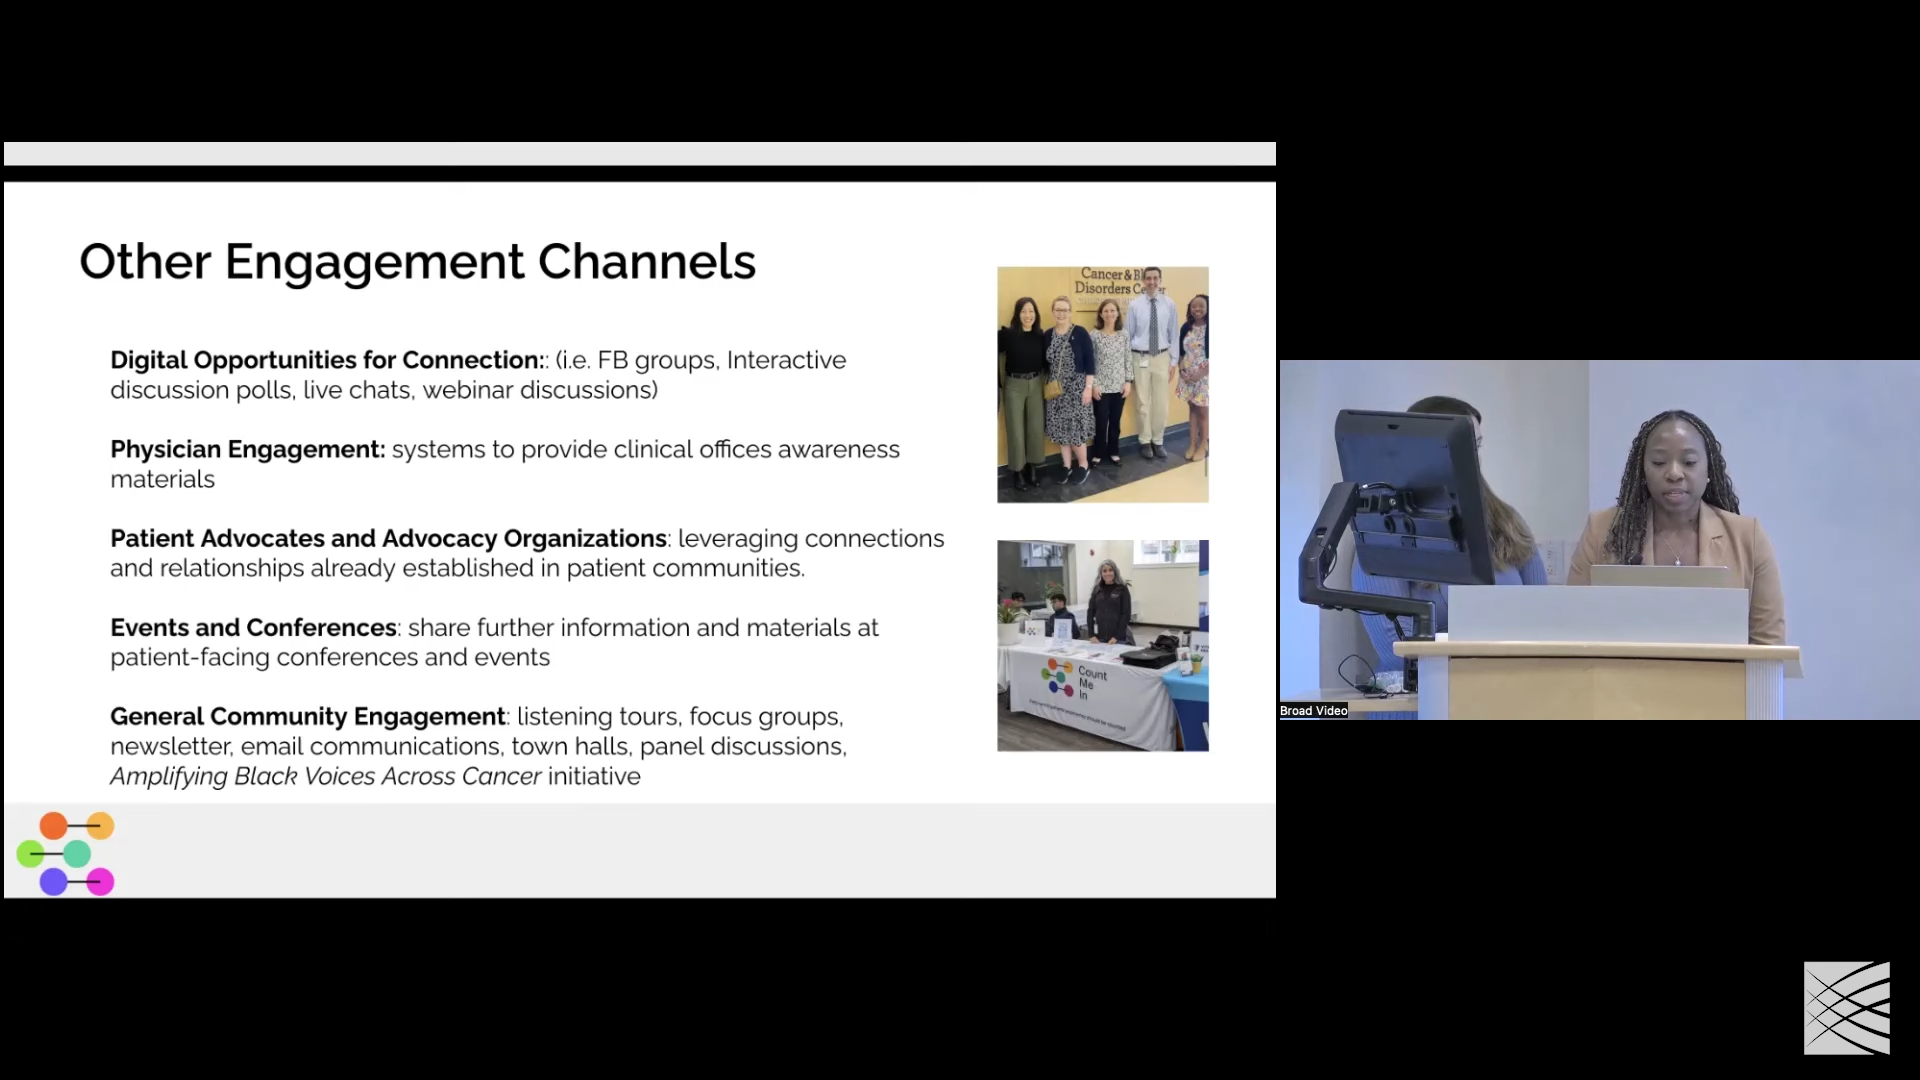 Other Engagement Channels
Digital Opportunities for Connection:: (i.e. FB groups, Interactive
discussion polls, live chats, webinar discussions)
Physician Engagement: systems to provide clinical offices awareness
materials
Patient Advocates and Advocacy Organizations: leveraging connections
and relationships already established in patient communities.
Events and Conferences: share further information and materials at
patient-facing conferences and events
General Community Engagement: listening tours, focus groups,
newsletter, email communications, town halls, panel discussions,
Amplifying Black Voices Across Cancer initiative
Cancer &
Disorders
Count
Me
In
Broad Video